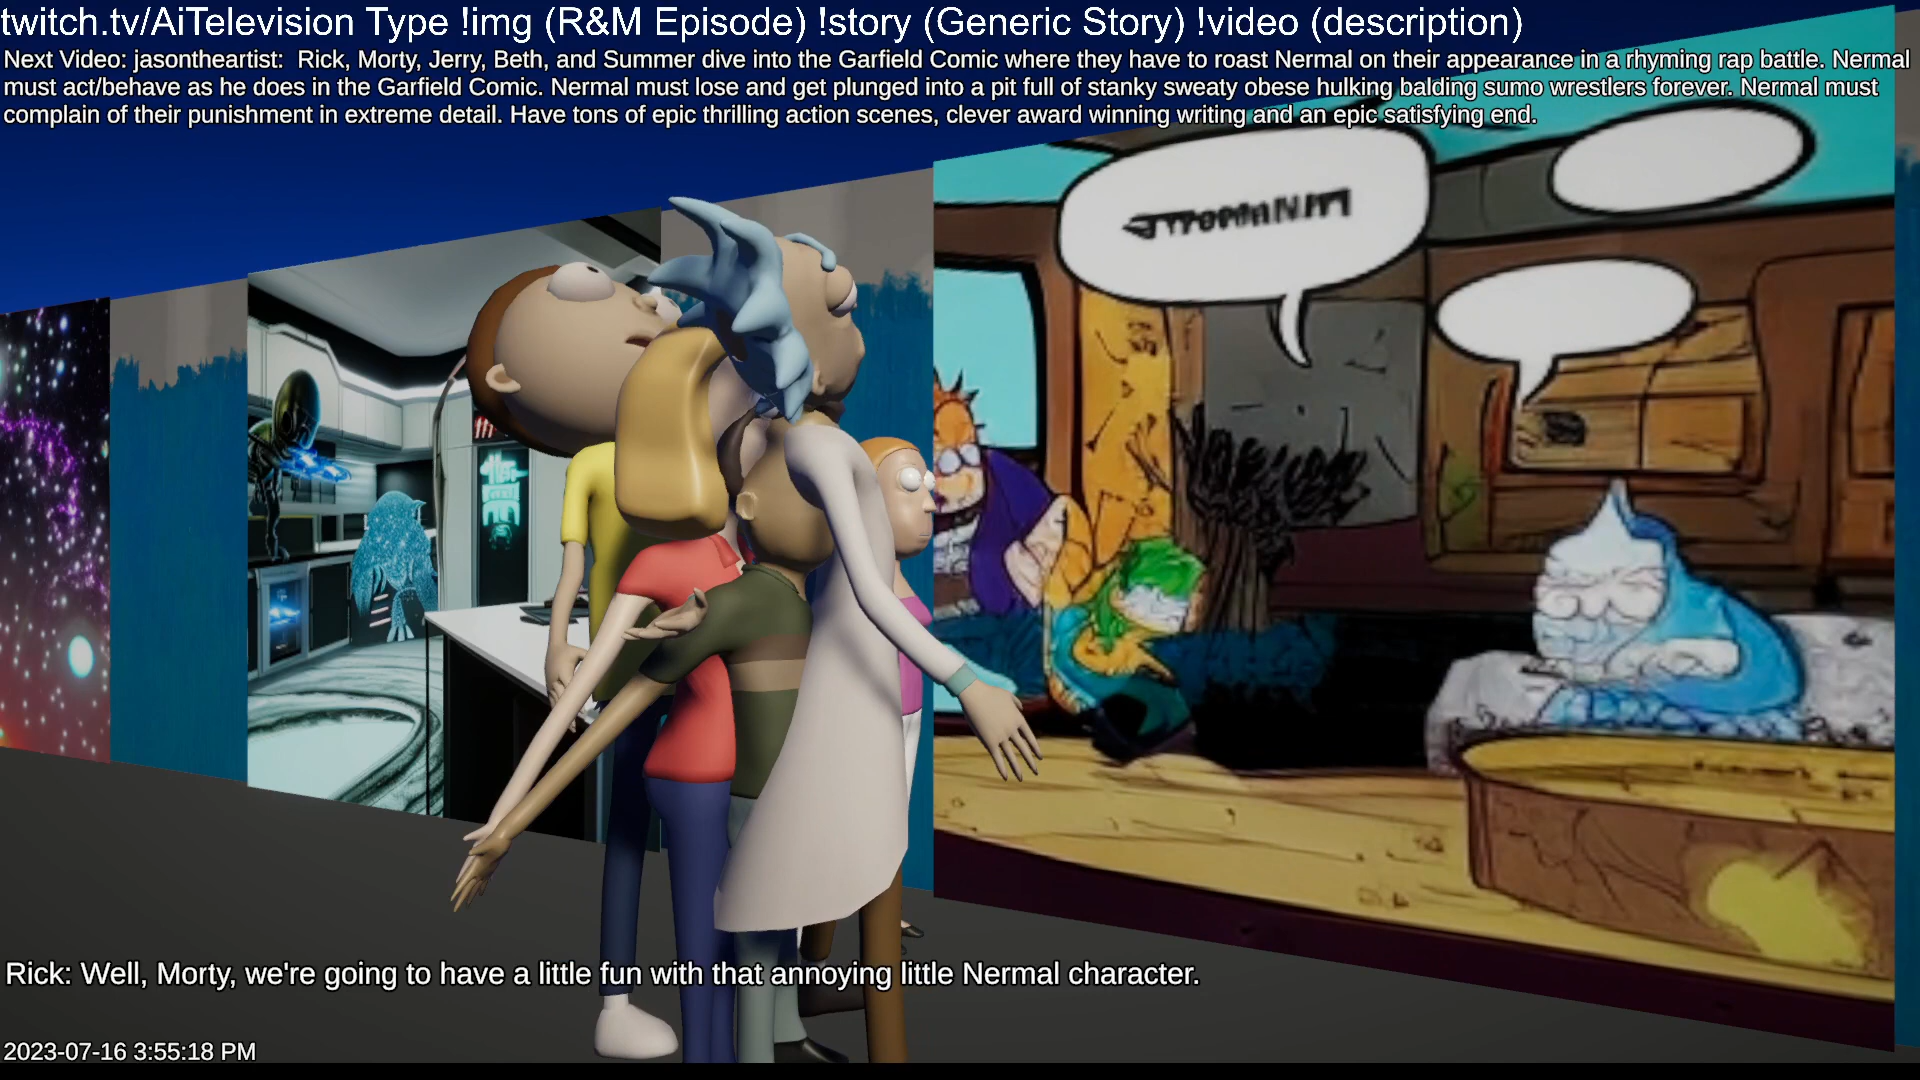 twitch.tv/AiTelevision Type !img (R&M Episode) !story (Generic Story) !video (description)
Next Video: jasontheartist:  Rick, Morty, Jerry, Beth, and Summer dive into the Garfield Comic where they have to roast Nermal on their appearance in a rhyming rap battle. Nermal
must act/behave as he does in the Garfield Comic. Nermal must lose and get plunged into a pit full of stanky sweaty obese hulking balding sumo wrestlers forever. Nermal must
complain of their punishment in extreme detail. Have tons of epic thrilling action scenes, clever award winning writing and an epic satisfying end.
Rick: Well, Morty, we're going to have a little fun with that annoying little Nermal character.
2023-07-16 3:55:18 PM